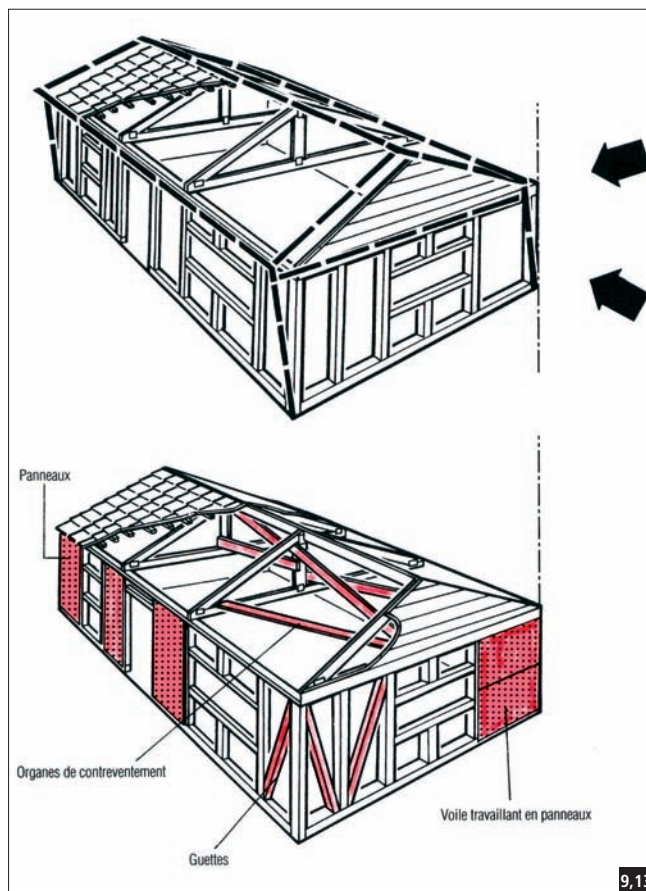 Panneaux
Organes de contreventement
Voile travaillant en panneaux
Guettes
9,13